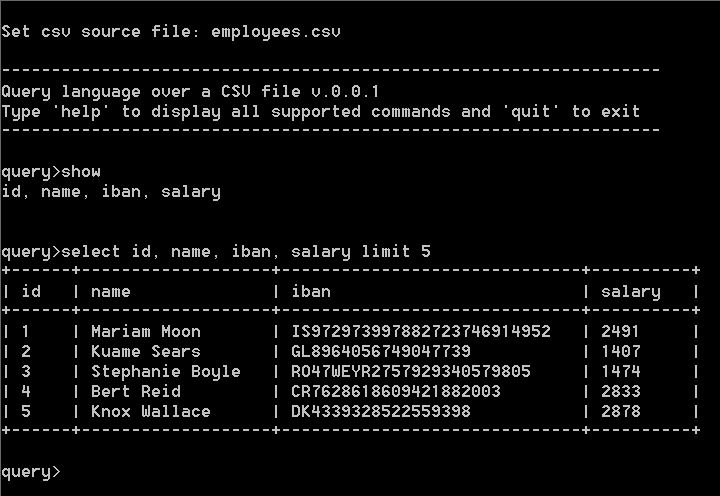 Set csv source file: employees.csv
------------------------------------------------------------------
Query language over a CSV file v.0.0.1
Type 'help' to display all supported commands and 'quit' to exit
------------------------------------------------------------------
query>show
id, name, iban, salary
query>select id, name, iban, salary limit 5
+------+-------------------+------------------------------+----------+
| id   | name              | iban                         | salary   |
+------+-------------------+------------------------------+----------+
| 1    | Mariam Moon       | IS972973997882723746914952   | 2491     |
| 2    | Kuame Sears       | GL8964056749047739           | 1407     |
| 3    | Stephanie Boyle   | RO47WEYR2757929340579805     | 1474     |
| 4    | Bert Reid         | CR7628618609421882003        | 2833     |
| 5    | Knox Wallace      | DK4339328522559398           | 2878     |
+------+-------------------+------------------------------+----------+
query>